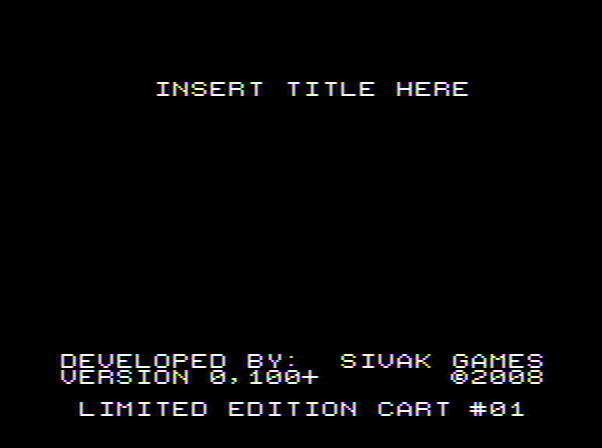 INSERT TITLE HERE
DEVELOPED BY: SIVAK GAMES
VERSION 0,100+ ©2008
LIMITED EDITION CART #01